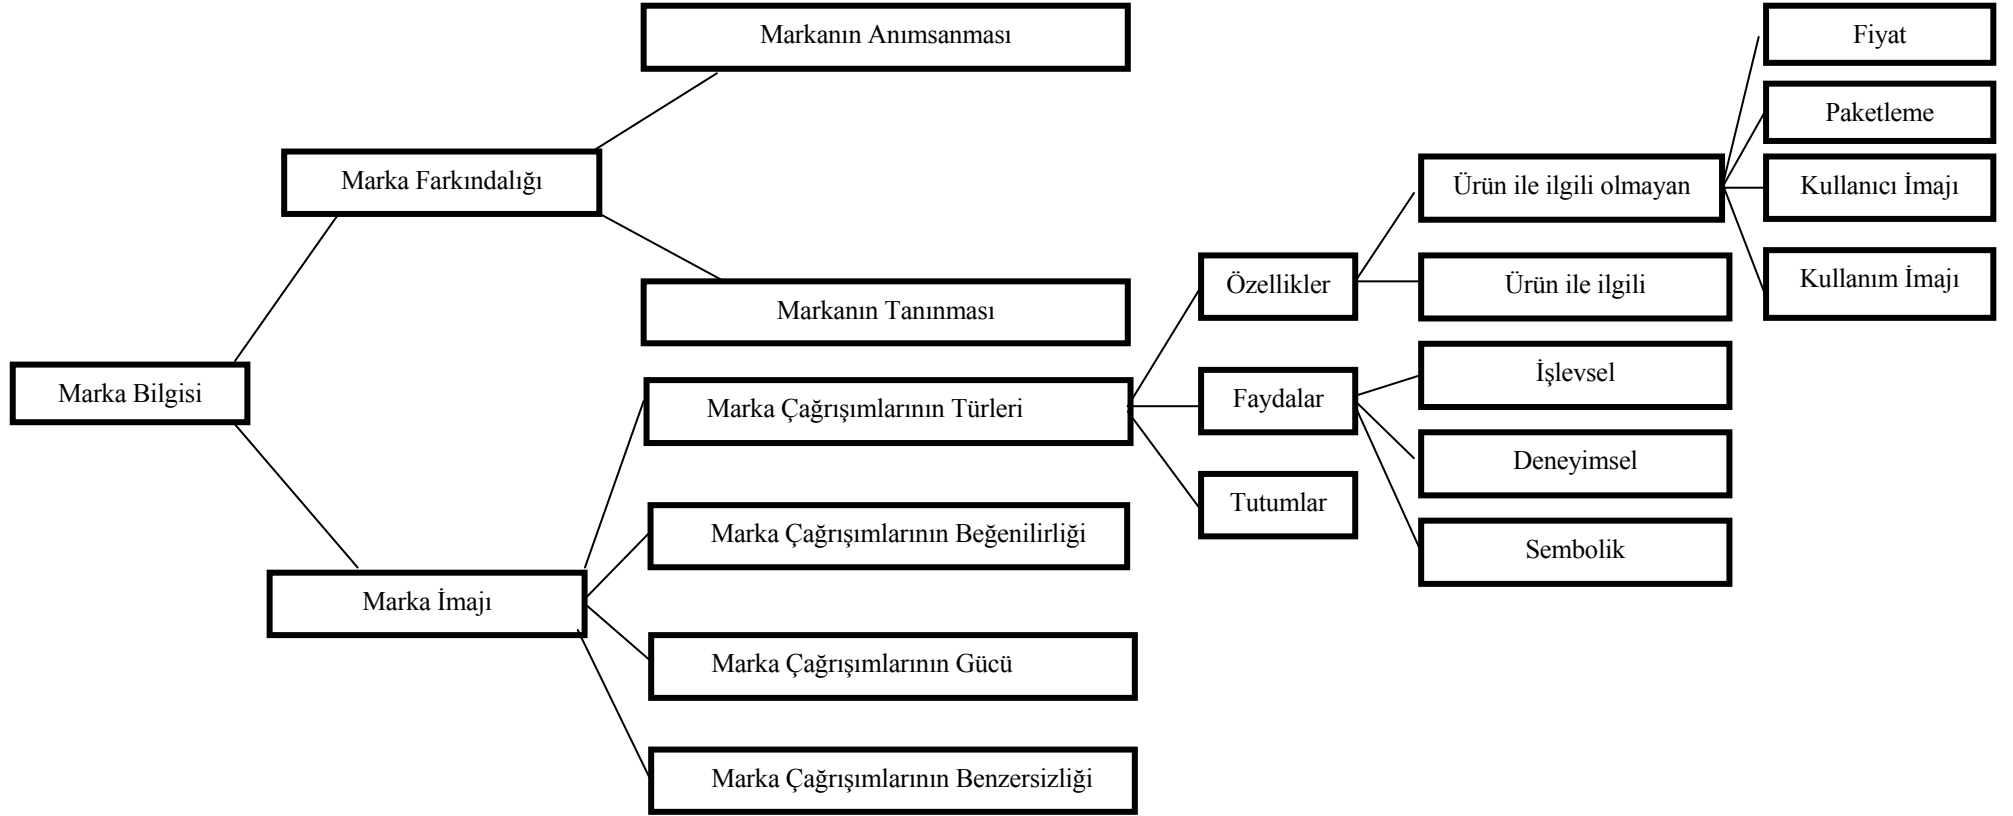 Markanın Anımsanması
Fiyat
Paketleme
Marka Farkındalığı
Ürün ile ilgili olmayan
Kullanıcı İmajı
Markanın Tanınması
Özellikler
Ürün ile ilgili
Kullanım İmajı
Marka Bilgisi
Marka Çağrışımlarının Türleri
Faydalar
İşlevsel
Deneyimsel
Tutumlar
Marka Çağrışımlarının Beğenilirliği
Sembolik
Marka İmajı
Marka Çağrışımlarının Gücü
Marka Çağrışımlarının Benzersizliği